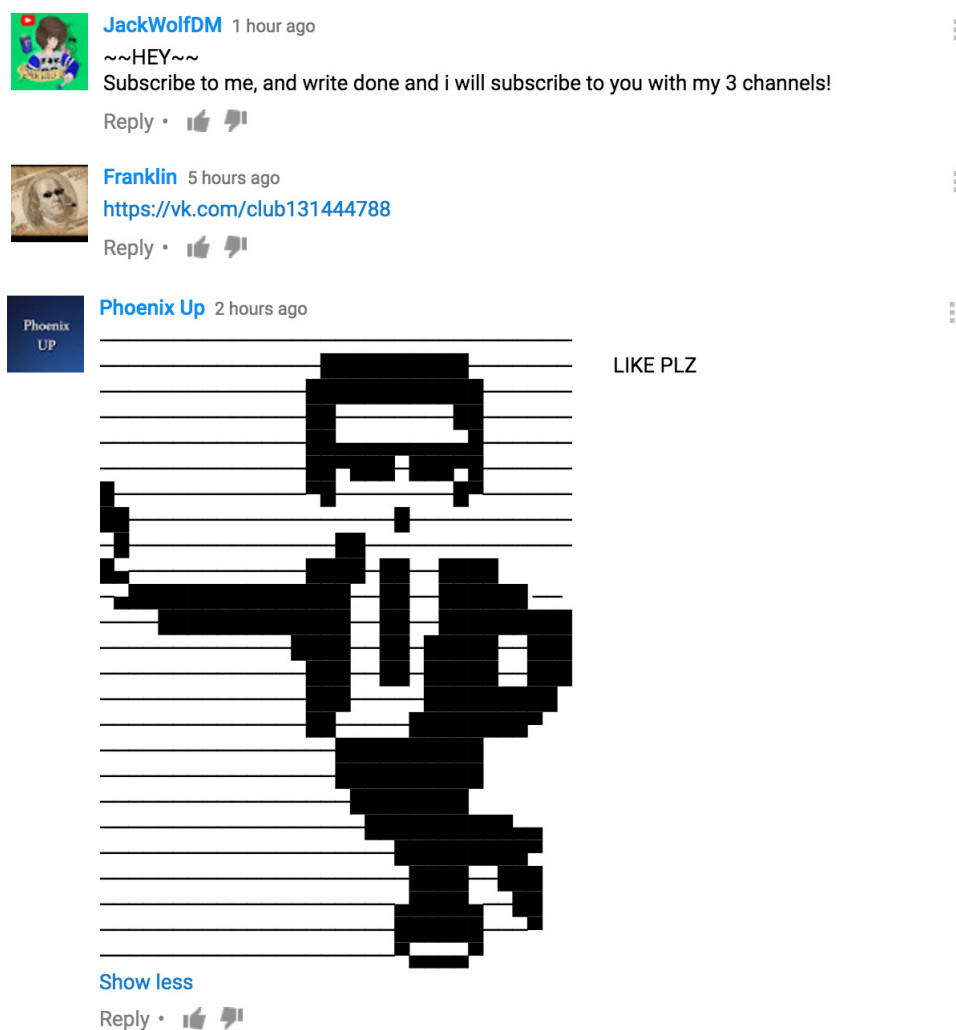 JackWolfDM 1 hour ago
~~HEY~~
Subscribe to me, and write done and i will subscribe to you with my 3 channels!
Reply •
Franklin 5 hours ago
https://vk.com/club131444788
Reply •
Phoenix UP
Phoenix Up 2 hours ago
LIKE PLZ
Show less
Reply •